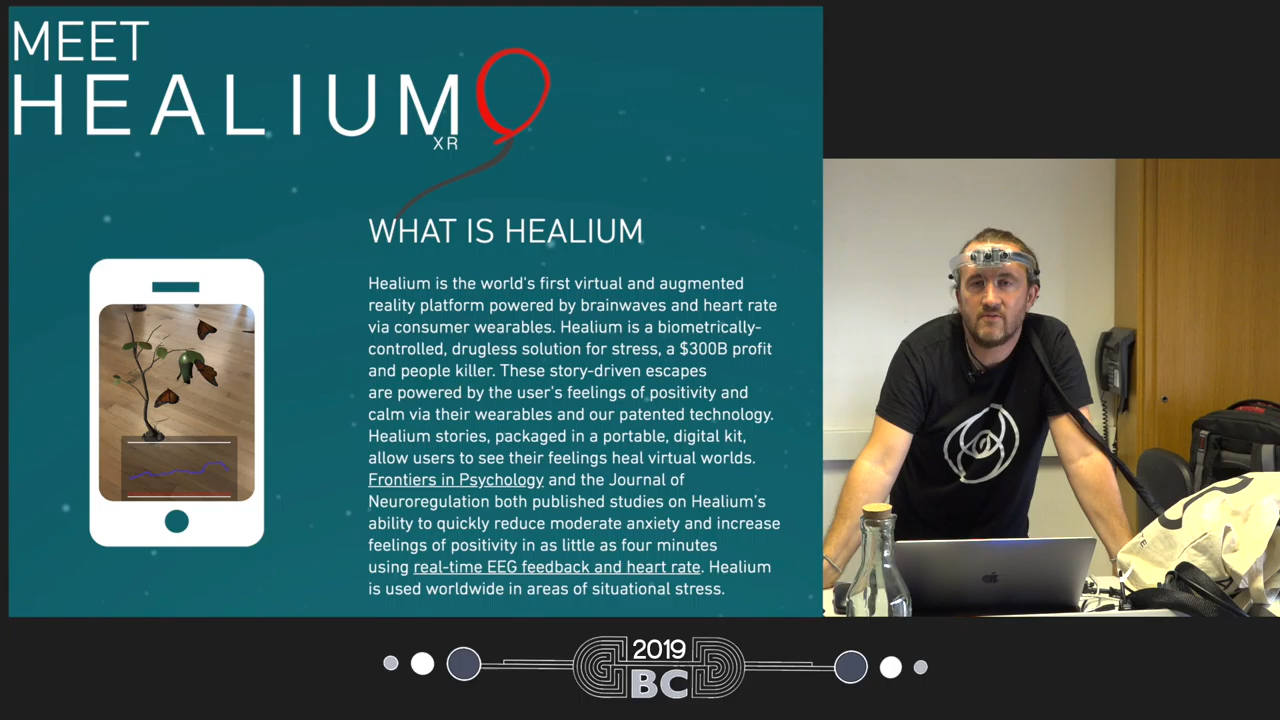 MEET
HEALIUM
XR
WHAT IS HEALIUM
Healium is the world's first virtual and augmented
reality platform powered by brainwaves and heart rate
via consumer wearables. Healium is a biometrically-
controlled, drugless solution for stress, a $300B profit
and people killer. These story-driven escapes
are powered by the user's feelings of positivity and
calm via their wearables and our patented technology.
Healium stories, packaged in a portable, digital kit,
allow users to see their feelings heal virtual worlds.
Frontiers in Psychology and the Journal of
Neuroregulation both published studies on Healium's
ability to quickly reduce moderate anxiety and increase
feelings of positivity in as little as four minutes
using real-time EEG feedback and heart rate. Healium
is used worldwide in areas of situational stress.
2019
BC